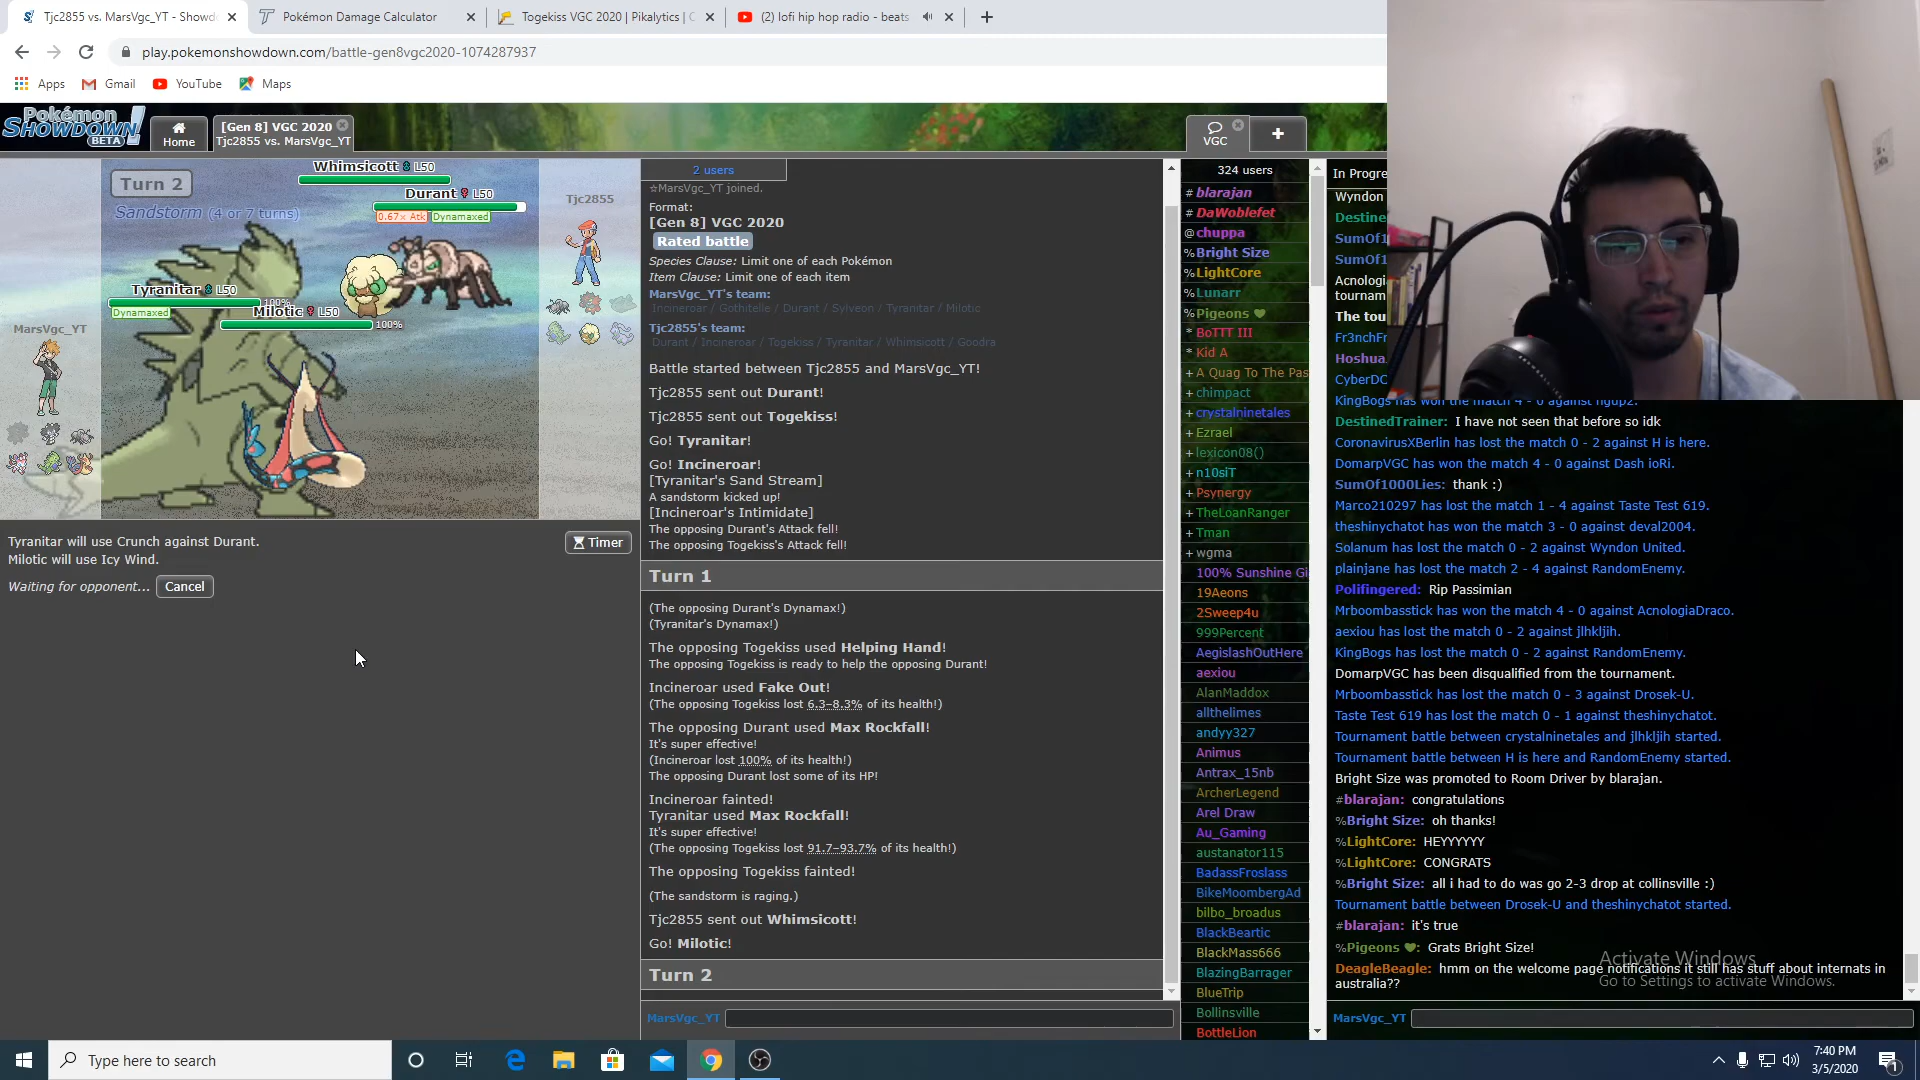 Tjc2855 vs. MarsVgc_YT - Showd
Pokémon Damage Calculator
Togekiss VGC 2020 | Pikalytics | C
(2) lofi hip hop radio - beats
play.pokemonshowdown.com/battle-gen8vgc2020-1074287937
Apps
Gmail
YouTube
Maps
Pokémon
Showdown!
BETA
Home
[Gen 8] VGC 2020
Tjc2855 vs. MarsVgc_YT
VGC
Turn 2
Sandstorm (4 or 7 turns)
Whimsicott L50
Durant L50
0.67× Atk Dynamaxed
Tyranitar L50
100%
Dynamaxed
Milotic L50
100%
MarsVgc_YT
Tjc2855
Tyranitar will use Crunch against Durant.
Milotic will use Icy Wind.
Waiting for opponent... Cancel
Timer
2 users
☆MarsVgc_YT joined.
Format:
[Gen 8] VGC 2020
Rated battle
Species Clause: Limit one of each Pokémon
Item Clause: Limit one of each item
MarsVgc_YT's team:
Incineroar / Gothitelle / Durant / Sylveon / Tyranitar / Milotic
Tjc2855's team:
Durant / Incineroar / Togekiss / Tyranitar / Whimsicott / Goodra
Battle started between Tjc2855 and MarsVgc_YT!
Tjc2855 sent out Durant!
Tjc2855 sent out Togekiss!
Go! Tyranitar!
Go! Incineroar!
[Tyranitar's Sand Stream]
A sandstorm kicked up!
[Incineroar's Intimidate]
The opposing Durant's Attack fell!
The opposing Togekiss's Attack fell!
Turn 1
(The opposing Durant's Dynamax!)
(Tyranitar's Dynamax!)
The opposing Togekiss used Helping Hand!
The opposing Togekiss is ready to help the opposing Durant!
Incineroar used Fake Out!
(The opposing Togekiss lost 6.3–8.3% of its health!)
The opposing Durant used Max Rockfall!
It's super effective!
(Incineroar lost 100% of its health!)
The opposing Durant lost some of its HP!
Incineroar fainted!
Tyranitar used Max Rockfall!
It's super effective!
(The opposing Togekiss lost 91.7–93.7% of its health!)
The opposing Togekiss fainted!
(The sandstorm is raging.)
Tjc2855 sent out Whimsicott!
Go! Milotic!
Turn 2
MarsVgc_YT
324 users
# blarajan
# DaWoblefet
@ chuppa
% Bright Size
% LightCore
% Lunarr
% Pigeons ♥
* BoTTT III
* Kid A
+ A Quag To The Pas
+ chimpact
+ crystalninetales
+ Ezrael
+ lexicon08()
+ n10siT
+ Psynergy
+ TheLoanRanger
+ Tman
+ wgma
100% Sunshine Gi
19Aeons
2Sweep4u
999Percent
AegislashOutHere
aexiou
AlanMaddox
allthelimes
andyy327
Animus
Antrax_15nb
ArcherLegend
Arel Draw
Au_Gaming
austanator115
BadassFroslass
BikeMoombergAd
bilbo_broadus
BlackBeartic
BlackMass666
BlazingBarrager
BlueTrip
Bollinsville
BottleLion
In Progre
Wyndon
Destine
SumOf1
SumOf1
Acnolog
tournam
The tou
Fr3nchFr
Hoshua
CyberDC
KingBogs has won the match 4 - 0 against ngup2.
DestinedTrainer: I have not seen that before so idk
CoronavirusXBerlin has lost the match 0 - 2 against H is here.
DomarpVGC has won the match 4 - 0 against Dash ioRi.
SumOf1000Lies: thank :)
Marco210297 has lost the match 1 - 4 against Taste Test 619.
theshinychatot has won the match 3 - 0 against deval2004.
Solanum has lost the match 0 - 2 against Wyndon United.
plainjane has lost the match 2 - 4 against RandomEnemy.
Polifingered: Rip Passimian
Mrboombasstick has won the match 4 - 0 against AcnologiaDraco.
aexiou has lost the match 0 - 2 against jlhkljih.
KingBogs has lost the match 0 - 2 against RandomEnemy.
DomarpVGC has been disqualified from the tournament.
Mrboombasstick has lost the match 0 - 3 against Drosek-U.
Taste Test 619 has lost the match 0 - 1 against theshinychatot.
Tournament battle between crystalninetales and jlhkljih started.
Tournament battle between H is here and RandomEnemy started.
Bright Size was promoted to Room Driver by blarajan.
#blarajan: congratulations
%Bright Size: oh thanks!
%LightCore: HEYYYYYY
%LightCore: CONGRATS
%Bright Size: all i had to do was go 2-3 drop at collinsville :)
Tournament battle between Drosek-U and theshinychatot started.
#blarajan: it's true
%Pigeons ♥: Grats Bright Size!
DeagleBeagle: hmm on the welcome page notifications it still has stuff about internats in
australia??
Activate Windows
Go to Settings to activate Windows.
MarsVgc_YT
Type here to search
7:40 PM
3/5/2020
1